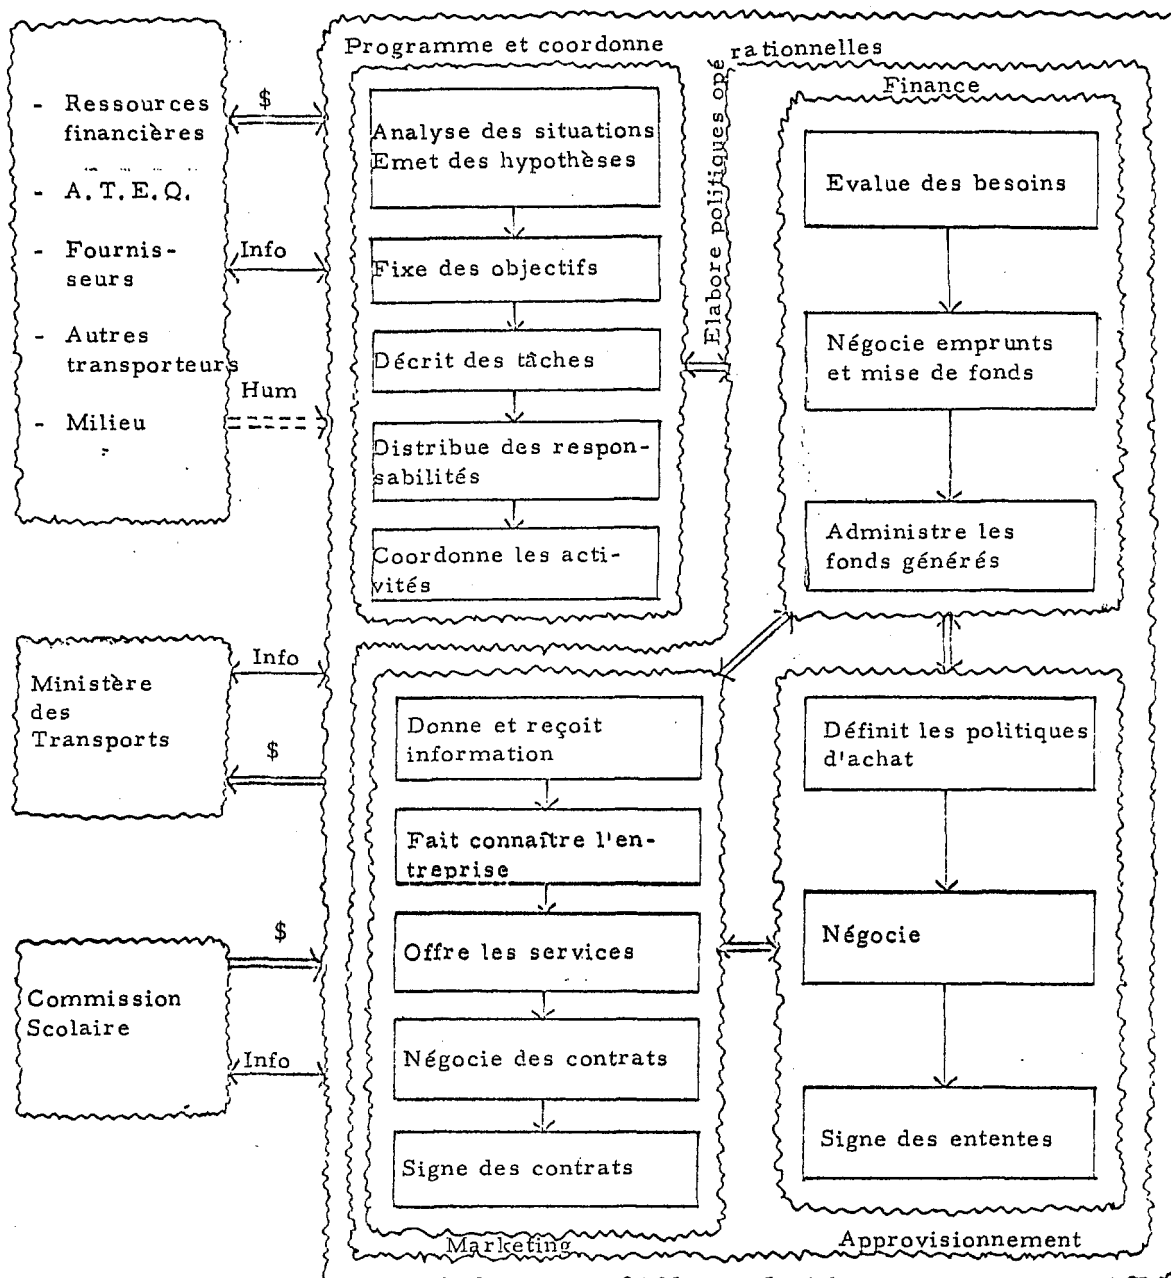 - Ressources
financières
- A. T. E. Q.
- Fournis-
seurs
- Autres
transporteurs
- Milieu
$
Info
Hum
Ministère
des
Transports
Info
$
Commission
Scolaire
$
Info
Programme et coordonne
Analyse des situations
Emet des hypothèses
Fixe des objectifs
Décrit des tâches
Distribue des respon-
sabilités
Coordonne les acti-
vités
Elabore politiques opé
rationnelles
Finance
Evalue des besoins
Négocie emprunts
et mise de fonds
Administre les
fonds générés
Donne et reçoit
information
Fait connaître l'en-
treprise
Offre les services
Négocie des contrats
Signe des contrats
Marketing
Définit les politiques
d'achat
Négocie
Signe des ententes
Approvisionnement